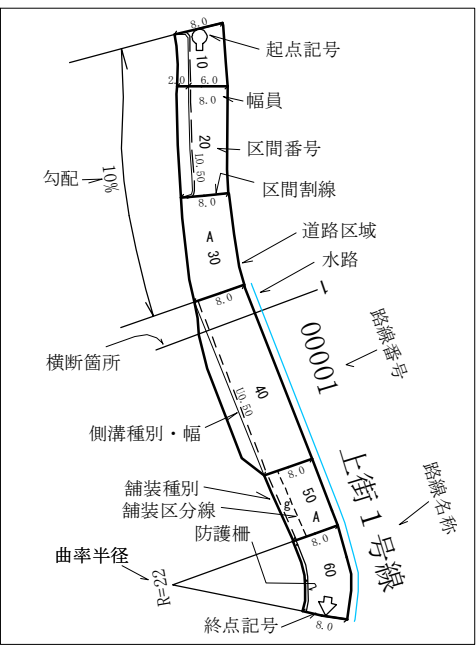 8.0
起点記号
10
2.0 6.0
8.0
幅員
20
区間番号
U0.50
勾配
10%
区間割線
8.0
A
30
道路区域
水路
8.0
1
横断箇所
00001
路線番号
40
U0.50
側溝種別・幅
8.0
上街1号線
路線名称
舗装種別
50
A
舗装区分線
防護柵
8.0
曲率半径
60
R=22
終点記号
8.0